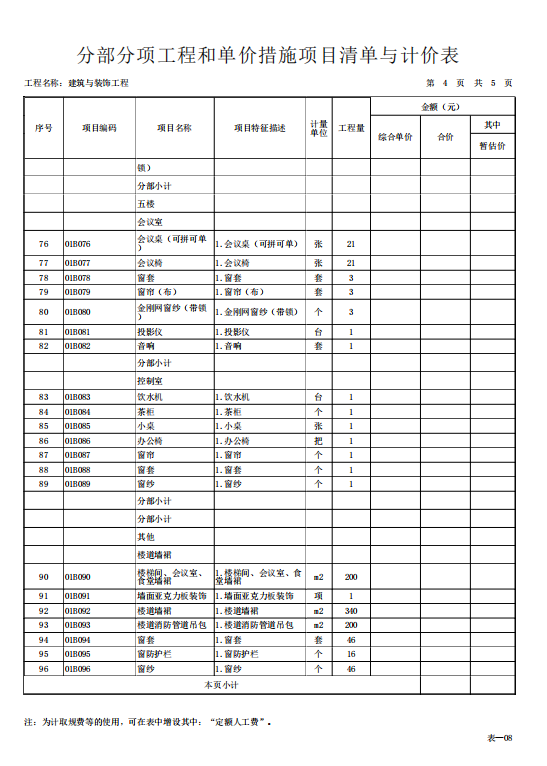 分部分项工程和单价措施项目清单与计价表
工程名称：建筑与装饰工程 第 4 页 共 5 页
序号 项目编码 项目名称 项目特征描述 计量单位 工程量 金额（元）
综合单价 合价 其中
暂估价
锁）
分部小计
五楼
会议室
76 01B076 会议桌（可拼可单） 1.会议桌（可拼可单） 张 21
77 01B077 会议椅 1.会议椅 张 21
78 01B078 窗套 1.窗套 套 3
79 01B079 窗帘（布） 1.窗帘（布） 套 3
80 01B080 金刚网窗纱（带锁） 1.金刚网窗纱（带锁） 个 3
81 01B081 投影仪 1.投影仪 台 1
82 01B082 音响 1.音响 套 1
分部小计
控制室
83 01B083 饮水机 1.饮水机 台 1
84 01B084 茶柜 1.茶柜 个 1
85 01B085 小桌 1.小桌 张 1
86 01B086 办公椅 1.办公椅 把 1
87 01B087 窗帘 1.窗帘 个 1
88 01B088 窗套 1.窗套 个 1
89 01B089 窗纱 1.窗纱 个 1
分部小计
分部小计
其他
楼道墙裙
90 01B090 楼梯间、会议室、食堂墙裙 1.楼梯间、会议室、食堂墙裙 m2 200
91 01B091 墙面亚克力板装饰 1.墙面亚克力板装饰 项 1
92 01B092 楼道墙裙 1.楼道墙裙 m2 340
93 01B093 楼道消防管道吊包 1.楼道消防管道吊包 m2 200
94 01B094 窗套 1.窗套 套 46
95 01B095 窗防护栏 1.窗防护栏 个 16
96 01B096 窗纱 1.窗纱 个 46
本页小计
注：为计取规费等的使用，可在表中增设其中：“定额人工费”。
表—08